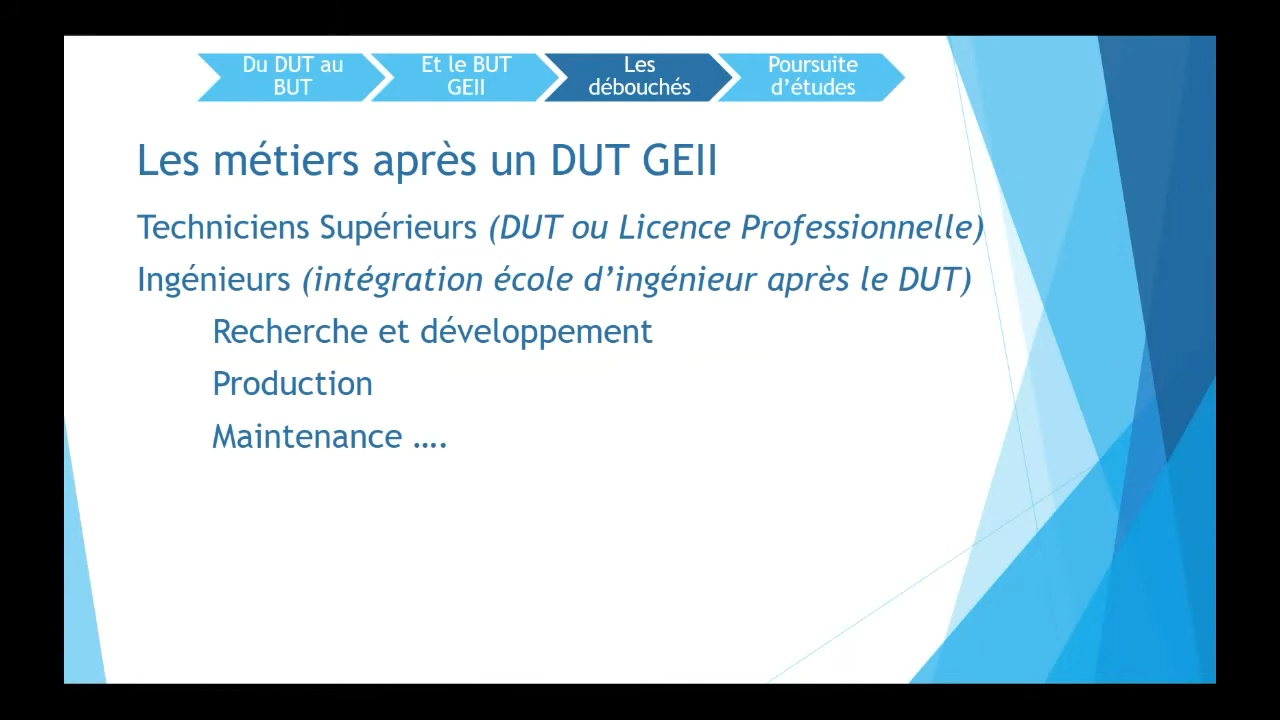 Du DUT au
BUT
Et le BUT
GEII
Les
débouchés
Poursuite
d'études
Les métiers après un DUT GEII
Techniciens Supérieurs (DUT ou Licence Professionnelle)
Ingénieurs (intégration école d'ingénieur après le DUT)
Recherche et développement
Production
Maintenance ….